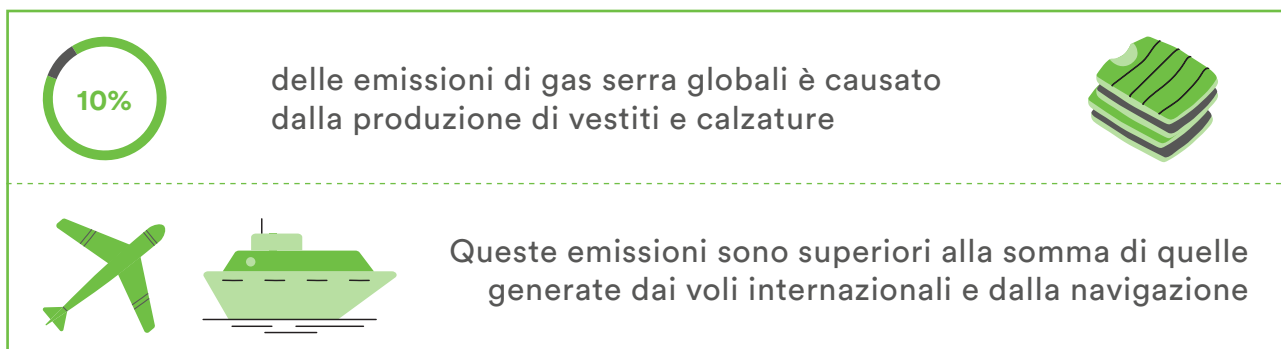 10%
delle emissioni di gas serra globali è causato
dalla produzione di vestiti e calzature
Queste emissioni sono superiori alla somma di quelle
generate dai voli internazionali e dalla navigazione